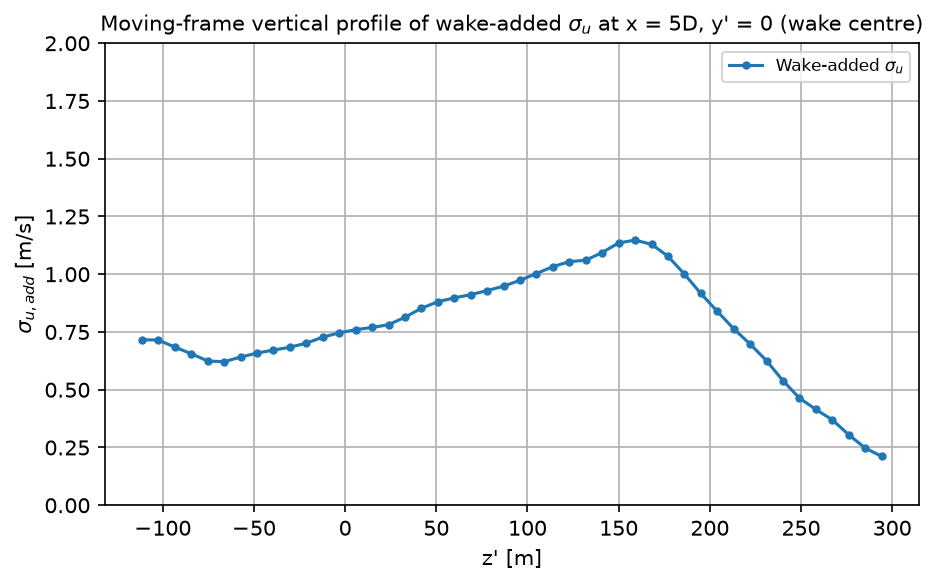 Moving-frame vertical profile of wake-added σu at x = 5D, y' = 0 (wake centre)
Wake-added σu
σu, add [m/s]
2.00
1.75
1.50
1.25
1.00
0.75
0.50
0.25
0.00
−100 −50 0 50 100 150 200 250 300
z' [m]